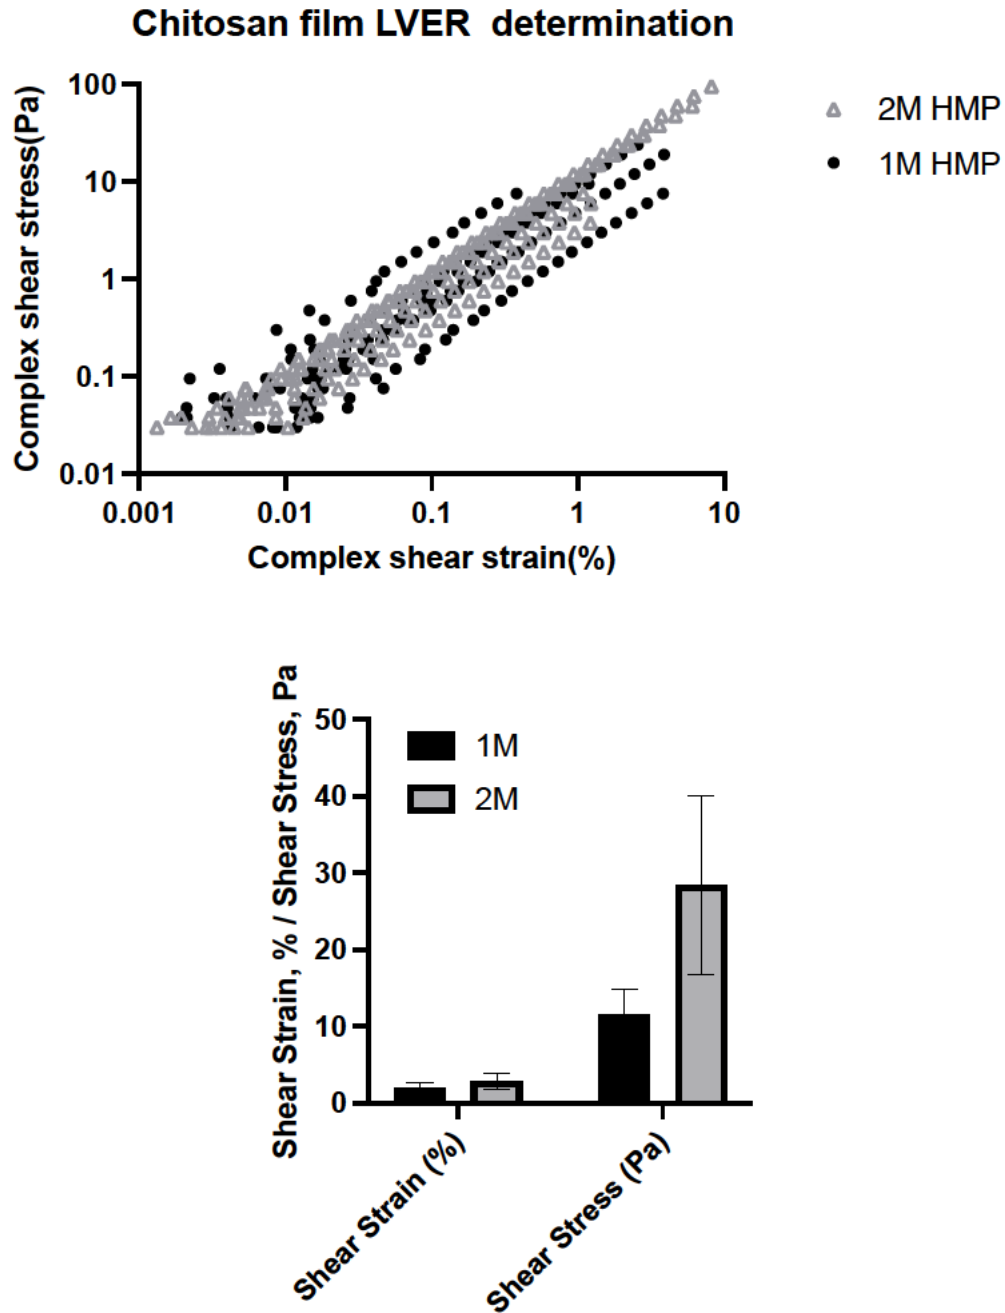 Chitosan film LVER  determination
Complex shear stress(Pa)
100
10
1
0.1
0.01
0.001
0.01
0.1
1
10
Complex shear strain(%)
2M HMP
1M HMP
Shear Strain, % / Shear Stress, Pa
50
40
30
20
10
0
1M
2M
Shear Strain (%)
Shear Stress (Pa)